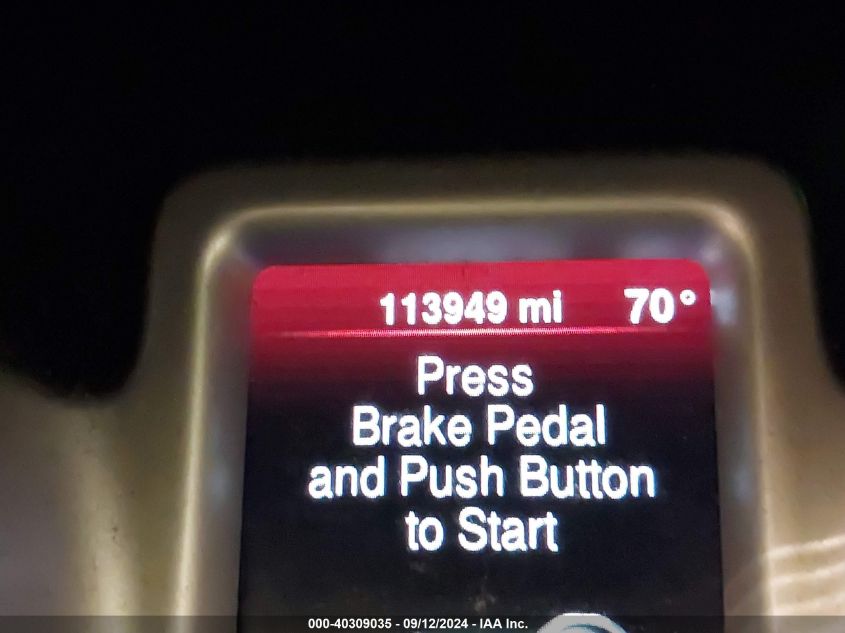 113949 mi 70°
Press
Brake Pedal
and Push Button
to Start
000-40309035 - 09/12/2024 - IAA Inc.